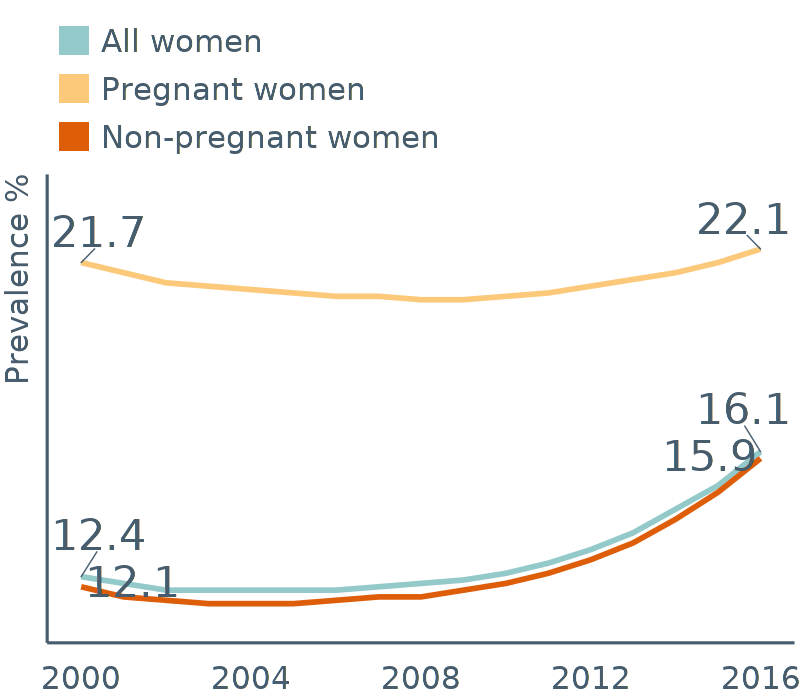 All women
Pregnant women
Non-pregnant women
Prevalence %
21.7
22.1
16.1
15.9
12.4
12.1
2000 2004 2008 2012 2016